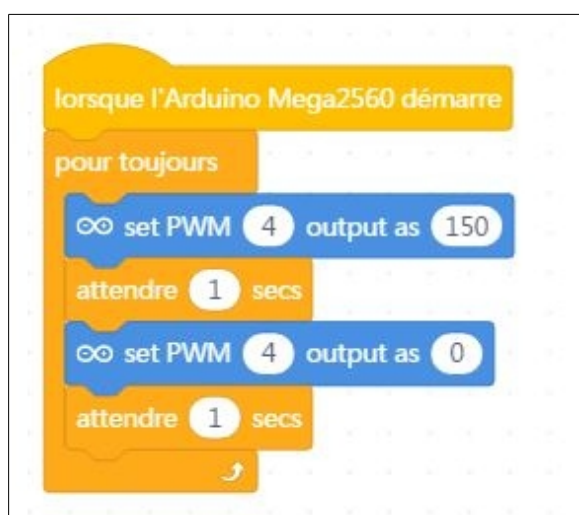 lorsque l'Arduino Mega2560 démarre
pour toujours
set PWM 4 output as 150
attendre 1 secs
set PWM 4 output as 0
attendre 1 secs